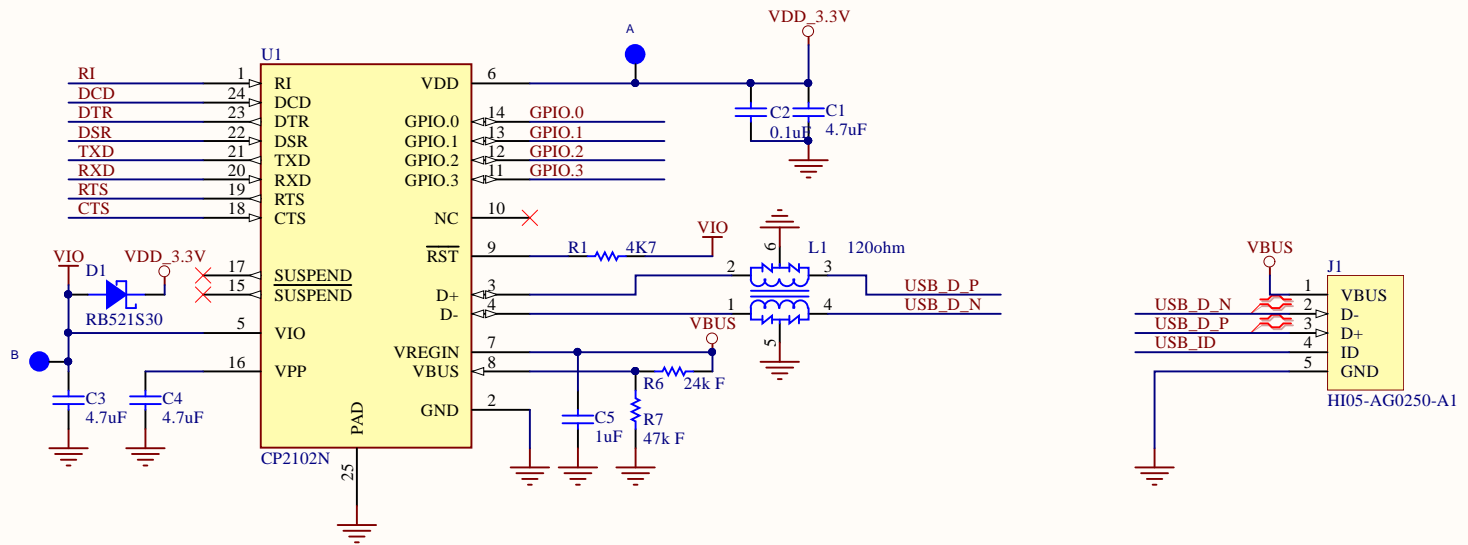 A
VDD_3.3V
U1
RI 1 RI
DCD 24 DCD
DTR 23 DTR
DSR 22 DSR
TXD 21 TXD
RXD 20 RXD
RTS 19 RTS
CTS 18 CTS
VIO
D1
VDD_3.3V
RB521S30
17 SUSPEND
15 SUSPEND
5 VIO
B
16 VPP
C3
4.7uF
C4
4.7uF
PAD
25
CP2102N
VDD 6
GPIO.0 14 GPIO.0
GPIO.1 13 GPIO.1
GPIO.2 12 GPIO.2
GPIO.3 11 GPIO.3
NC 10
RST 9
R1 4K7
VIO
D+ 3
D- 4
VREGIN 7
VBUS 8
GND 2
C2
0.1uF
C1
4.7uF
L1 120ohm
6
2 3
1 4
5
USB_D_P
USB_D_N
VBUS
R6 24k F
R7
47k F
C5
1uF
VBUS
J1
1 VBUS
USB_D_N 2 D-
USB_D_P 3 D+
USB_ID 4 ID
5 GND
HI05-AG0250-A1